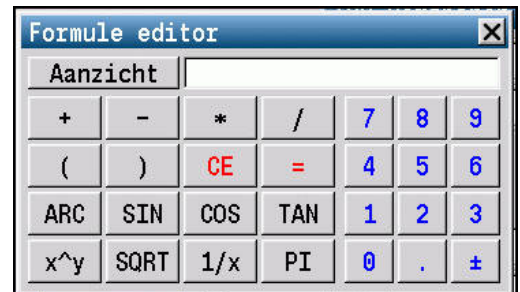 Formule editor
Aanzicht
+ - * / 7 8 9
( ) CE = 4 5 6
ARC SIN COS TAN 1 2 3
x^y SQRT 1/x PI 0 . ±